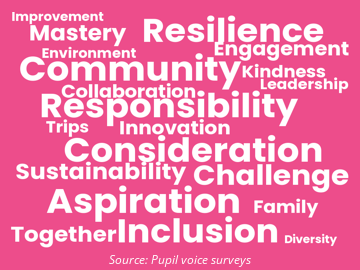 Improvement
Mastery Resilience
Environment Engagement
Community Kindness
Collaboration Leadership
Responsibility
Trips Innovation
Consideration
Sustainability Challenge
Aspiration Family
Together Inclusion Diversity
Source: Pupil voice surveys